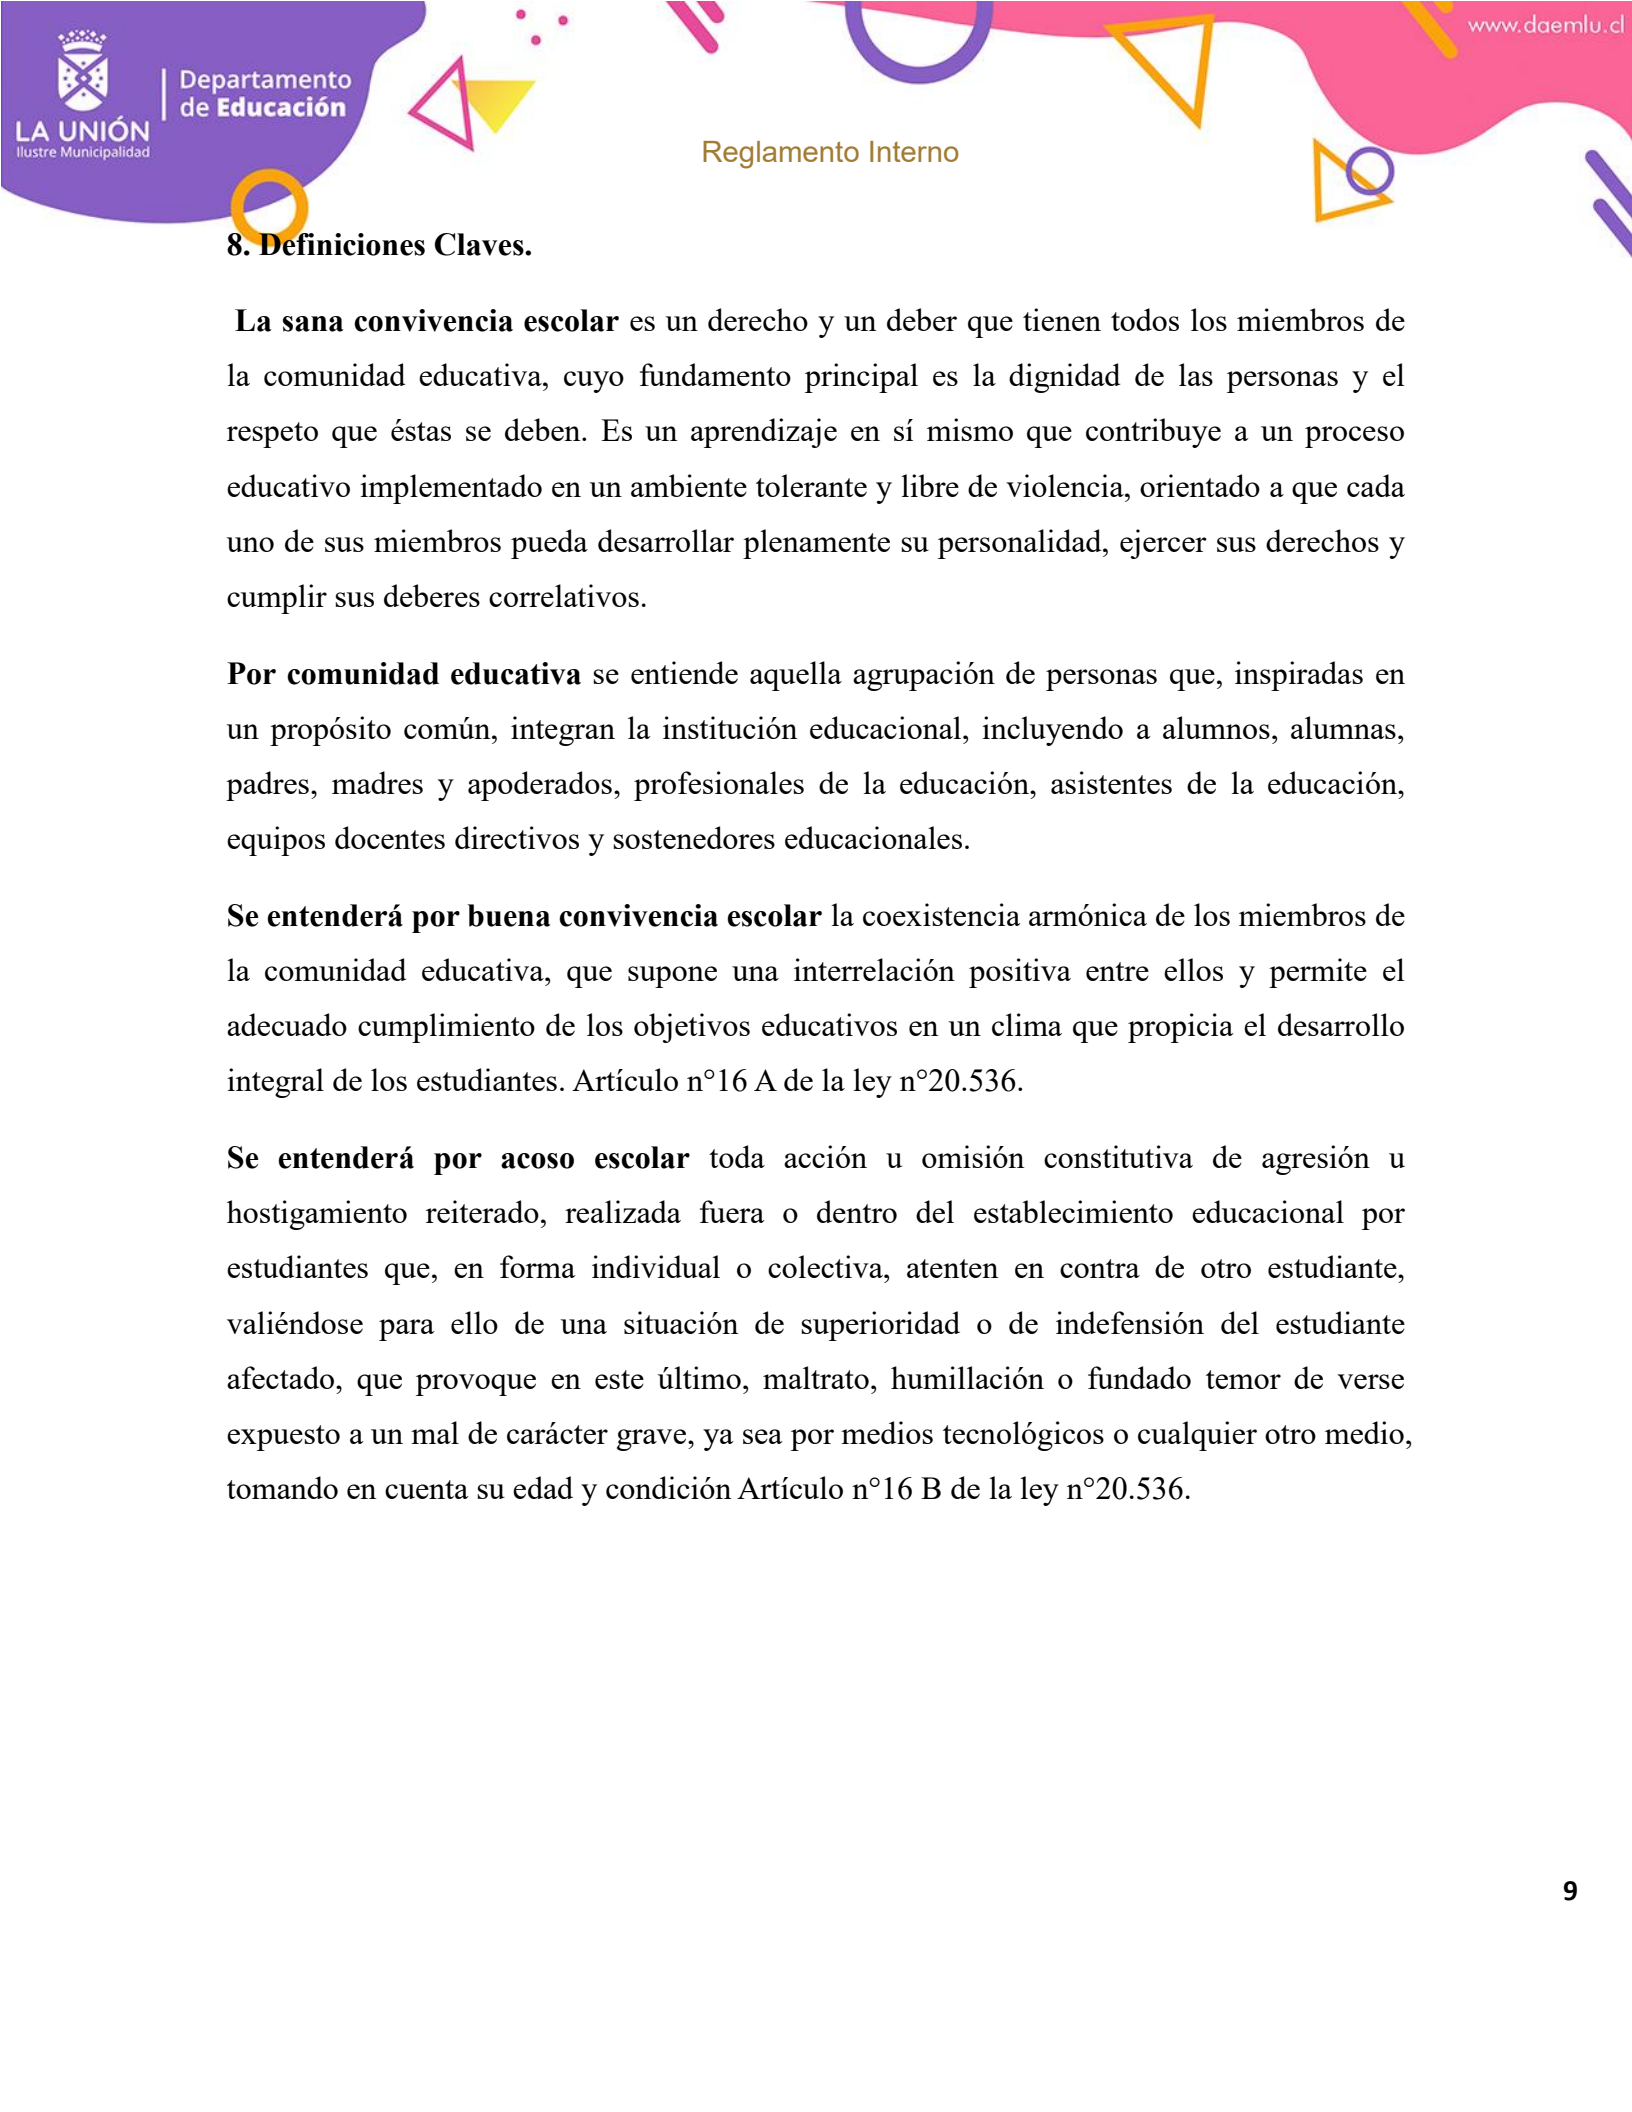 www.daemlu.cl
LA UNIÓN
Ilustre Municipalidad
Departamento
de Educación
Reglamento Interno
8. Definiciones Claves.
La sana convivencia escolar es un derecho y un deber que tienen todos los miembros de
la comunidad educativa, cuyo fundamento principal es la dignidad de las personas y el
respeto que éstas se deben. Es un aprendizaje en sí mismo que contribuye a un proceso
educativo implementado en un ambiente tolerante y libre de violencia, orientado a que cada
uno de sus miembros pueda desarrollar plenamente su personalidad, ejercer sus derechos y
cumplir sus deberes correlativos.
Por comunidad educativa se entiende aquella agrupación de personas que, inspiradas en
un propósito común, integran la institución educacional, incluyendo a alumnos, alumnas,
padres, madres y apoderados, profesionales de la educación, asistentes de la educación,
equipos docentes directivos y sostenedores educacionales.
Se entenderá por buena convivencia escolar la coexistencia armónica de los miembros de
la comunidad educativa, que supone una interrelación positiva entre ellos y permite el
adecuado cumplimiento de los objetivos educativos en un clima que propicia el desarrollo
integral de los estudiantes. Artículo n°16 A de la ley n°20.536.
Se entenderá por acoso escolar toda acción u omisión constitutiva de agresión u
hostigamiento reiterado, realizada fuera o dentro del establecimiento educacional por
estudiantes que, en forma individual o colectiva, atenten en contra de otro estudiante,
valiéndose para ello de una situación de superioridad o de indefensión del estudiante
afectado, que provoque en este último, maltrato, humillación o fundado temor de verse
expuesto a un mal de carácter grave, ya sea por medios tecnológicos o cualquier otro medio,
tomando en cuenta su edad y condición Artículo n°16 B de la ley n°20.536.
9